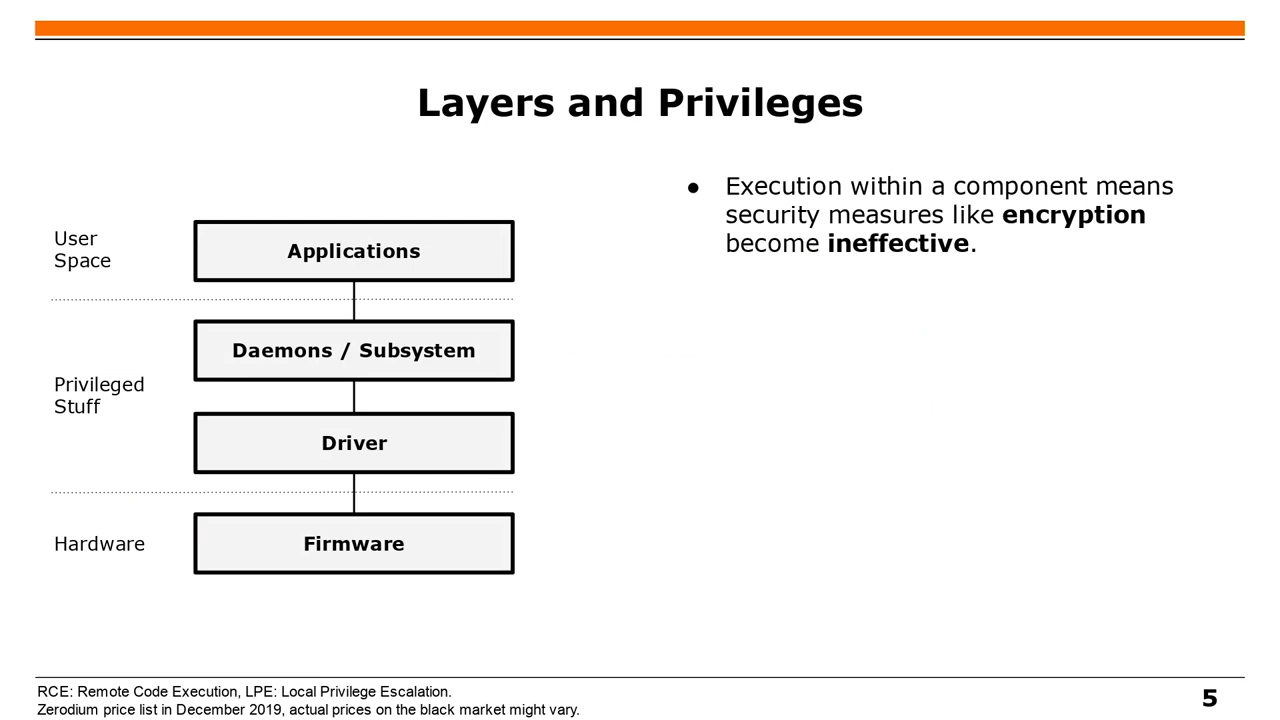 Layers and Privileges
User
Space
Applications
Daemons / Subsystem
Privileged
Stuff
Driver
Hardware
Firmware
● Execution within a component means
security measures like encryption
become ineffective.
RCE: Remote Code Execution, LPE: Local Privilege Escalation.
Zerodium price list in December 2019, actual prices on the black market might vary.
5